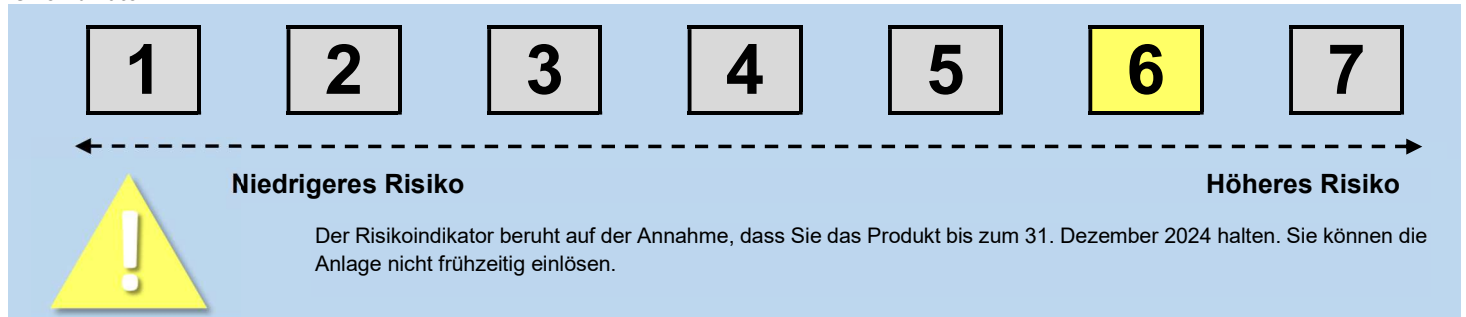 1 2 3 4 5 6 7
Niedrigeres Risiko Höheres Risiko
Der Risikoindikator beruht auf der Annahme, dass Sie das Produkt bis zum 31. Dezember 2024 halten. Sie können die
Anlage nicht frühzeitig einlösen.